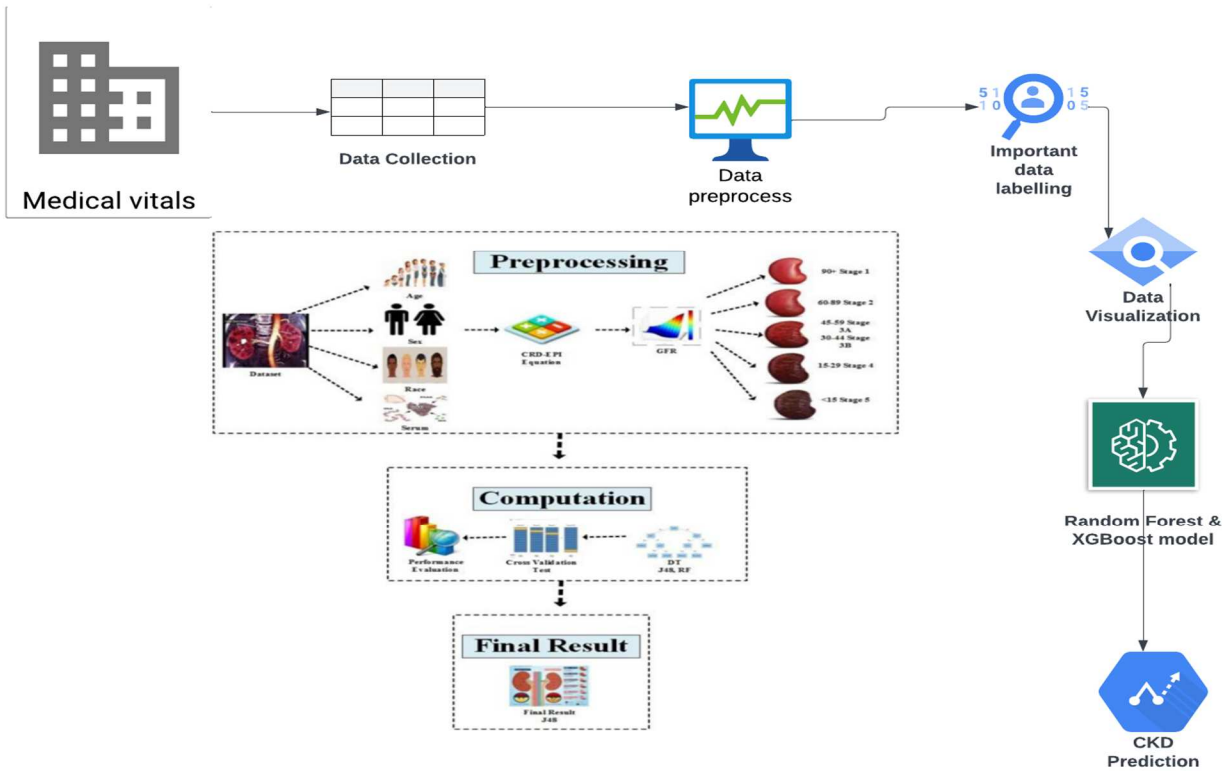 Medical vitals
Data Collection
Data
preprocess
5 1
1 0
1 5
0 5
Important
data
labelling
Data
Visualization
Random Forest &
XGBoost model
CKD
Prediction
Preprocessing
Dataset
Age
Sex
Race
Serum
CRD-EPI
Equation
GFR
90+ Stage 1
60-89 Stage 2
45-59 Stage
3A
30-44 Stage
3B
15-29 Stage 4
<15 Stage 5
Computation
Performance
Evaluation
Cross Validation
Test
DT
J48, RF
Final Result
Final Result
J48